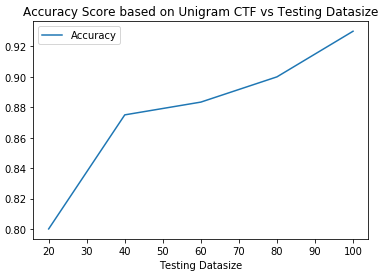 Accuracy Score based on Unigram CTF vs Testing Datasize
Accuracy
0.92
0.90
0.88
0.86
0.84
0.82
0.80
20 30 40 50 60 70 80 90 100
Testing Datasize